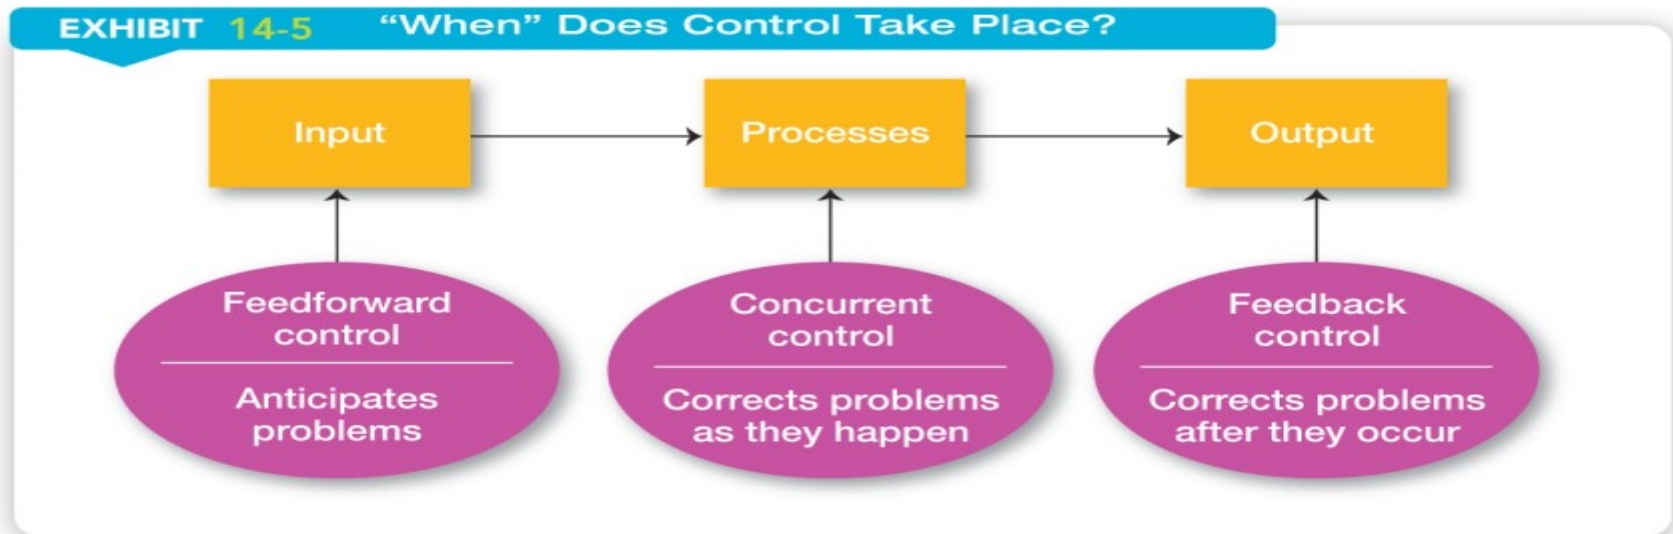 EXHIBIT 14-5 “When” Does Control Take Place?
Input
Processes
Output
Feedforward
control
Anticipates
problems
Concurrent
control
Corrects problems
as they happen
Feedback
control
Corrects problems
after they occur